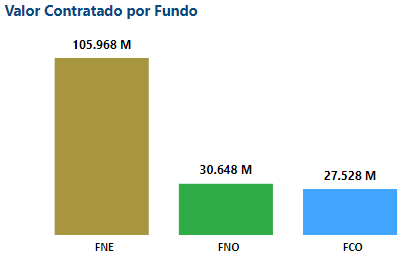 Valor Contratado por Fundo
105.968 M
30.648 M
27.528 M
FNE
FNO
FCO